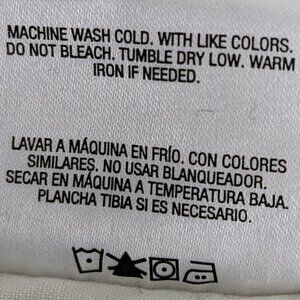 MACHINE WASH COLD. WITH LIKE COLORS.
DO NOT BLEACH. TUMBLE DRY LOW. WARM
IRON IF NEEDED.
LAVAR A MÁQUINA EN FRÍO. CON COLORES
SIMILARES. NO USAR BLANQUEADOR.
SECAR EN MÁQUINA A TEMPERATURA BAJA.
PLANCHA TIBIA SI ES NECESARIO.